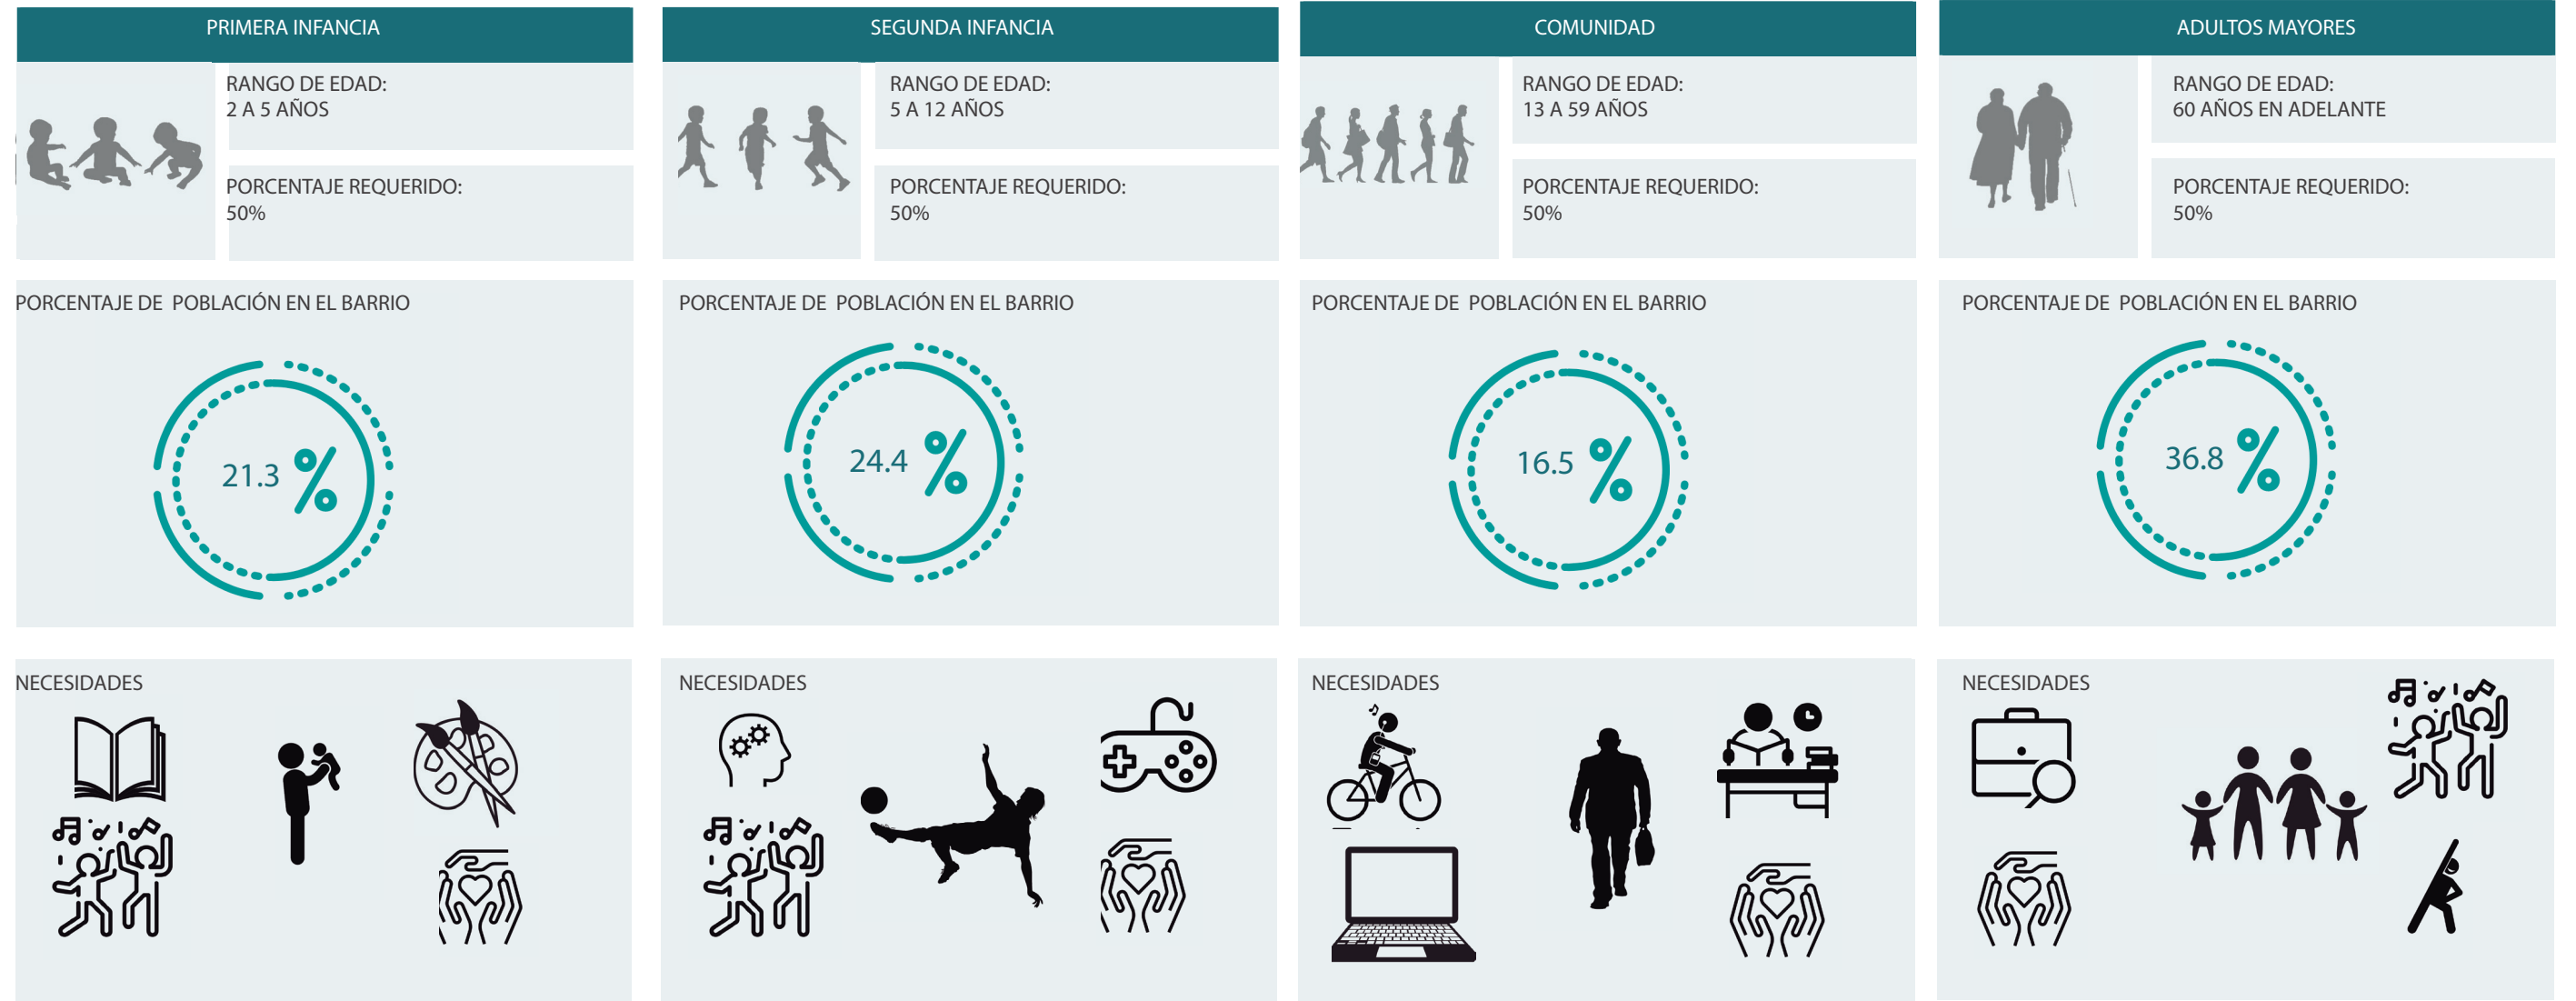 PRIMERA INFANCIA
RANGO DE EDAD:
2 A 5 AÑOS
PORCENTAJE REQUERIDO:
50%
PORCENTAJE DE POBLACIÓN EN EL BARRIO
21.3 %
NECESIDADES
SEGUNDA INFANCIA
RANGO DE EDAD:
5 A 12 AÑOS
PORCENTAJE REQUERIDO:
50%
PORCENTAJE DE POBLACIÓN EN EL BARRIO
24.4 %
NECESIDADES
COMUNIDAD
RANGO DE EDAD:
13 A 59 AÑOS
PORCENTAJE REQUERIDO:
50%
PORCENTAJE DE POBLACIÓN EN EL BARRIO
16.5 %
NECESIDADES
ADULTOS MAYORES
RANGO DE EDAD:
60 AÑOS EN ADELANTE
PORCENTAJE REQUERIDO:
50%
PORCENTAJE DE POBLACIÓN EN EL BARRIO
36.8 %
NECESIDADES